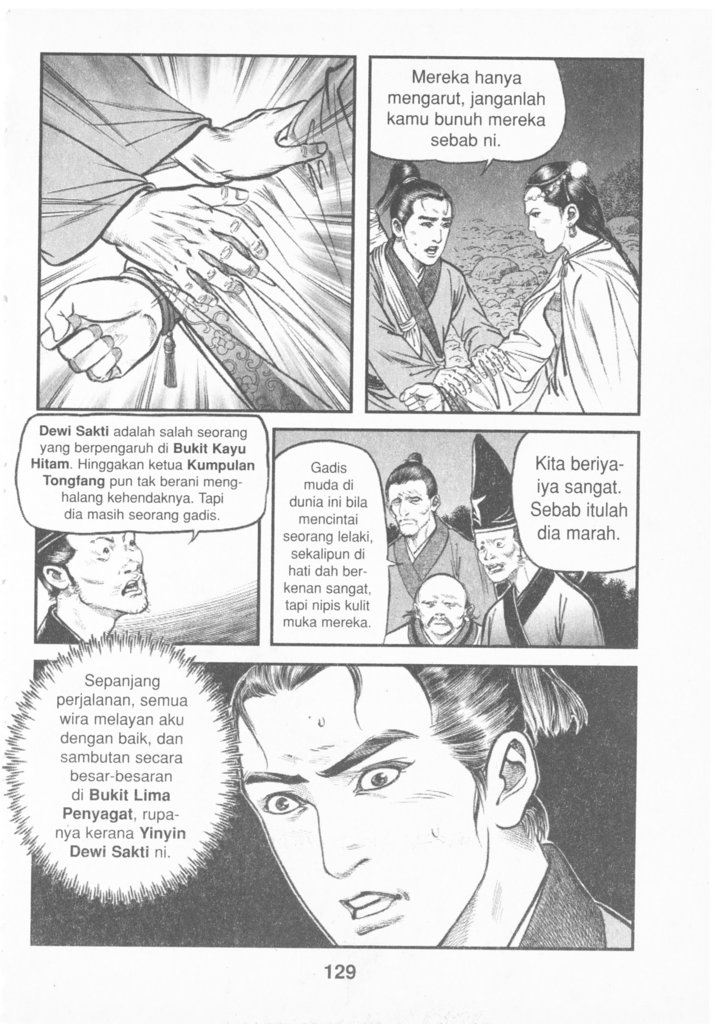 Mereka hanya
mengarut, janganlah
kamu bunuh mereka
sebab ni.
Dewi Sakti adalah salah seorang
yang berpengaruh di Bukit Kayu
Hitam. Hinggakan ketua Kumpulan
Tongfang pun tak berani meng-
halang kehendaknya. Tapi
dia masih seorang gadis.
Gadis
muda di
dunia ini bila
mencintai
seorang lelaki,
sekalipun di
hati dah ber-
kenan sangat,
tapi nipis kulit
muka mereka.
Kita beriya-
iya sangat.
Sebab itulah
dia marah.
Sepanjang
perjalanan, semua
wira melayan aku
dengan baik, dan
sambutan secara
besar-besaran
di Bukit Lima
Penyagat, rupa-
nya kerana Yinyin
Dewi Sakti ni.
129